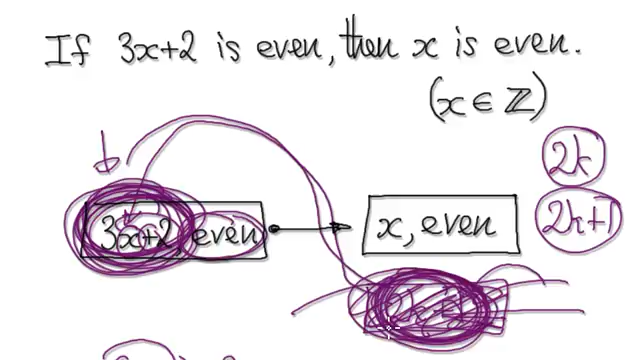 If 3x+2 is even, then x is even.
(x ∈ ℤ)
2k
3x+2 even → x, even
2k+1